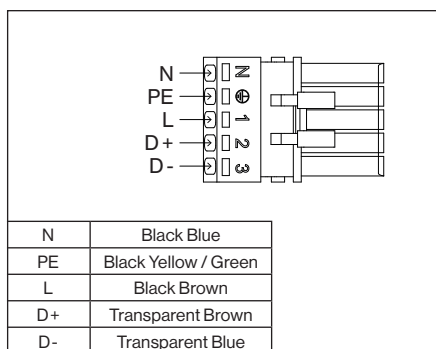 N N
PE
L 1
D+ 2
D- 3
N Black Blue
PE Black Yellow / Green
L Black Brown
D+ Transparent Brown
D- Transparent Blue